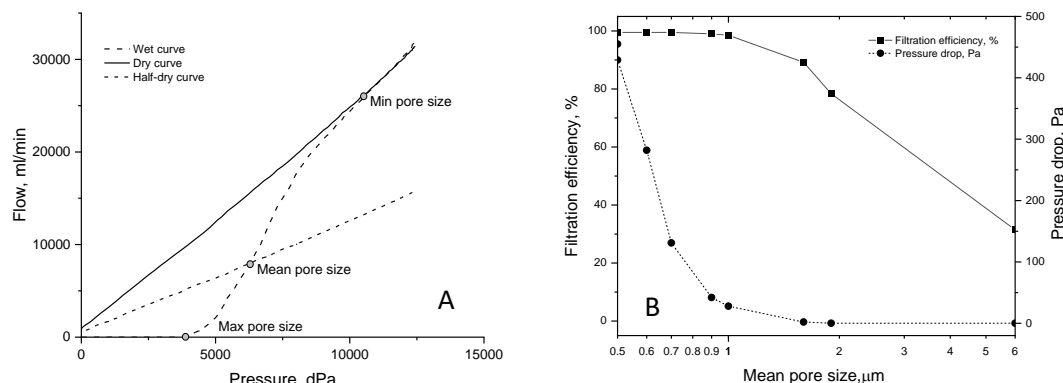 Wet curve
Dry curve
Half-dry curve
30000
20000
10000
0
Flow, ml/min
Min pore size
Mean pore size
Max pore size
A
0 5000 10000 15000
Pressure, dPa
Filtration efficiency, %
Pressure drop, Pa
100
80
60
40
20
0
Filtration efficiency, %
500
400
300
200
100
0
Pressure drop, Pa
B
0.5 0.6 0.7 0.8 0.9 1 2 3 4 5 6
Mean pore size,μm